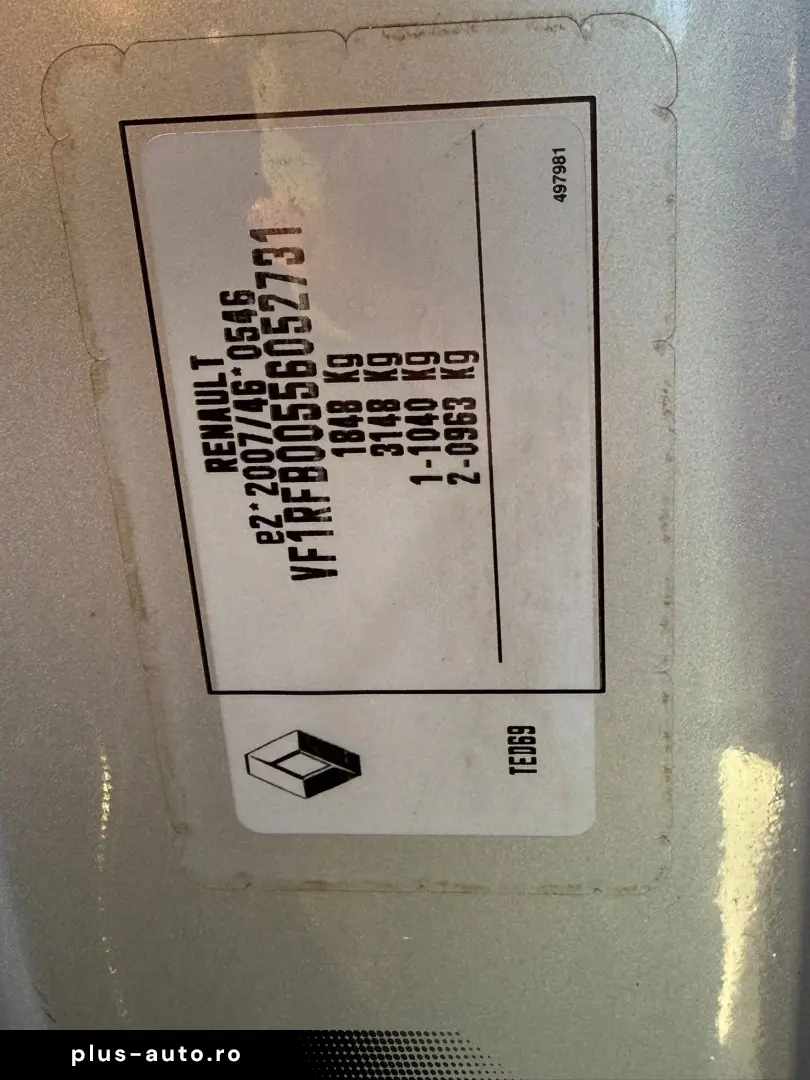 RENAULT
e2*2007/46*0546
VF1RFB00556052731
1848 Kg
3148 Kg
1-1040 Kg
2-0963 Kg
497981
TED69
plus-auto.ro